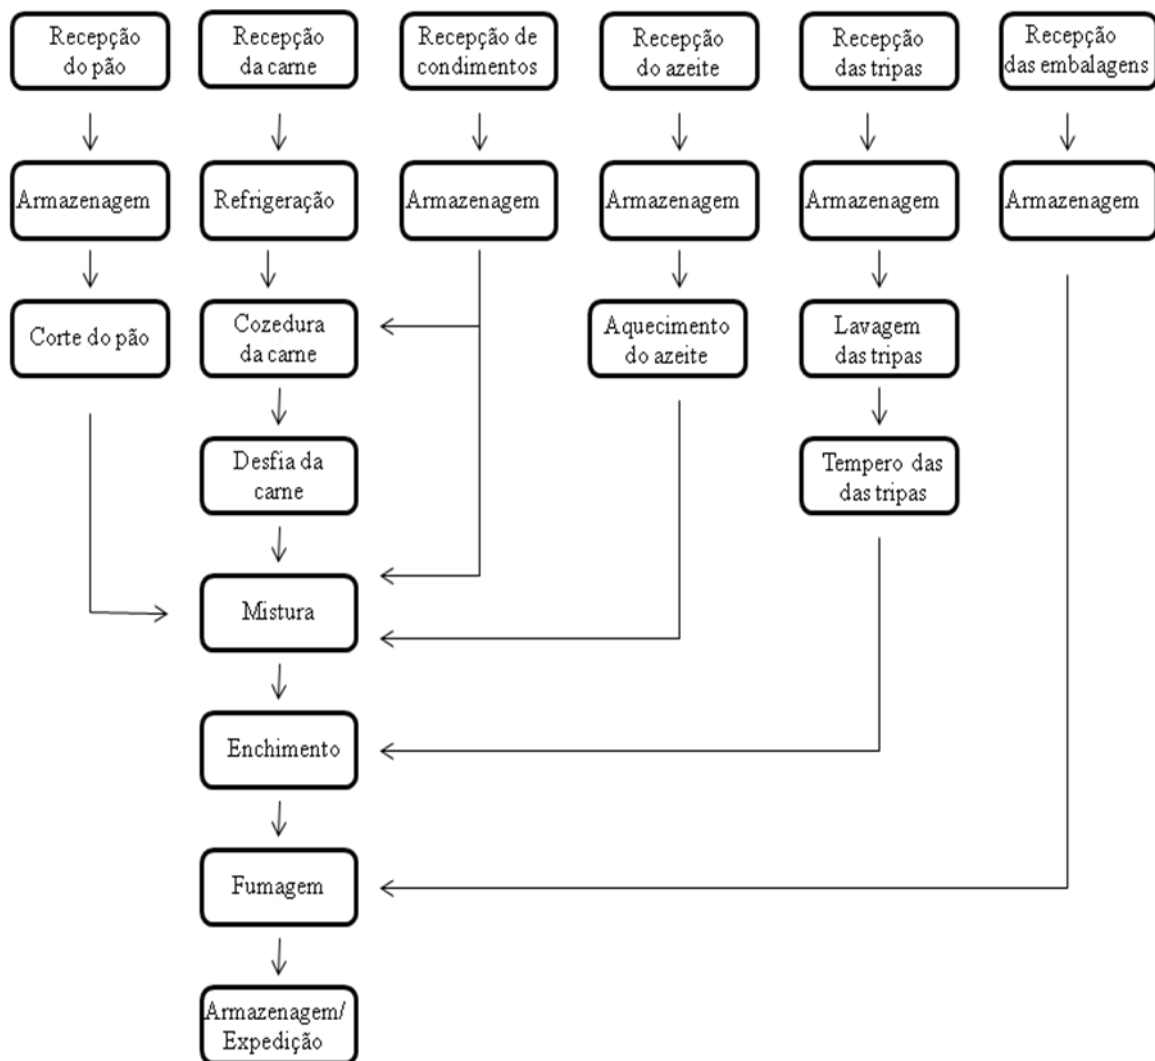 Recepção
do pão
Recepção
da carne
Recepção de
condimentos
Recepção
do azeite
Recepção
das tripas
Recepção
das embalagens
Armazenagem
Refrigeração
Armazenagem
Armazenagem
Armazenagem
Armazenagem
Corte do pão
Cozedura
da carne
Aquecimento
do azeite
Lavagem
das tripas
Desfia da
carne
Tempero das
das tripas
Mistura
Enchimento
Fumagem
Armazenagem/
Expedição